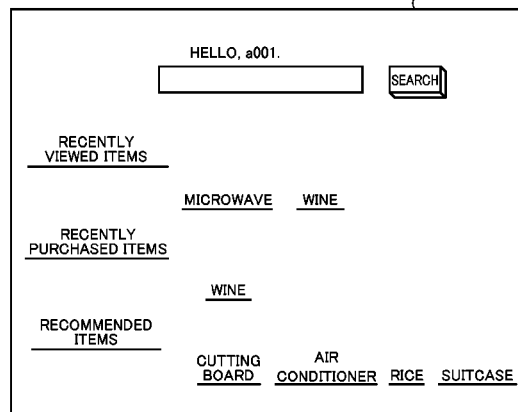 HELLO, a001.
SEARCH
RECENTLY
VIEWED ITEMS
MICROWAVE WINE
RECENTLY
PURCHASED ITEMS
WINE
RECOMMENDED
ITEMS
CUTTING
BOARD
AIR
CONDITIONER
RICE
SUITCASE